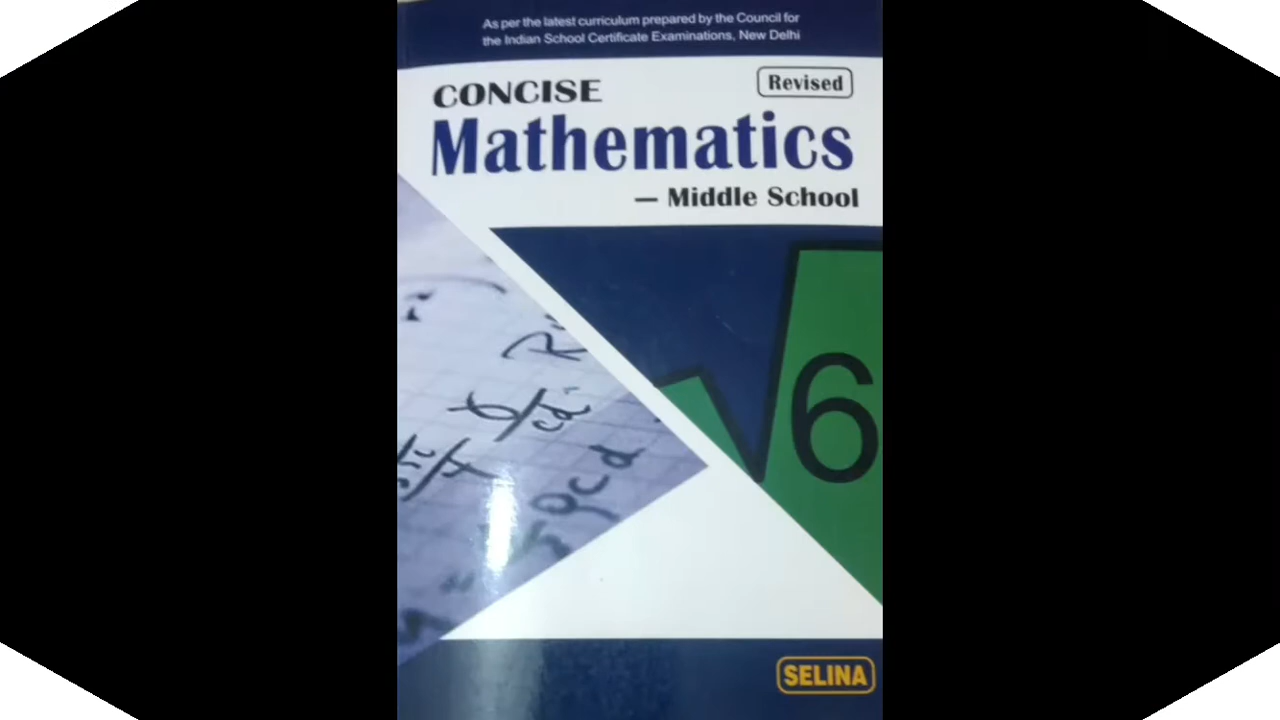 As per the latest curriculum prepared by the Council for
the Indian School Certificate Examinations, New Delhi
CONCISE
Revised
Mathematics
— Middle School
√6
SELINA